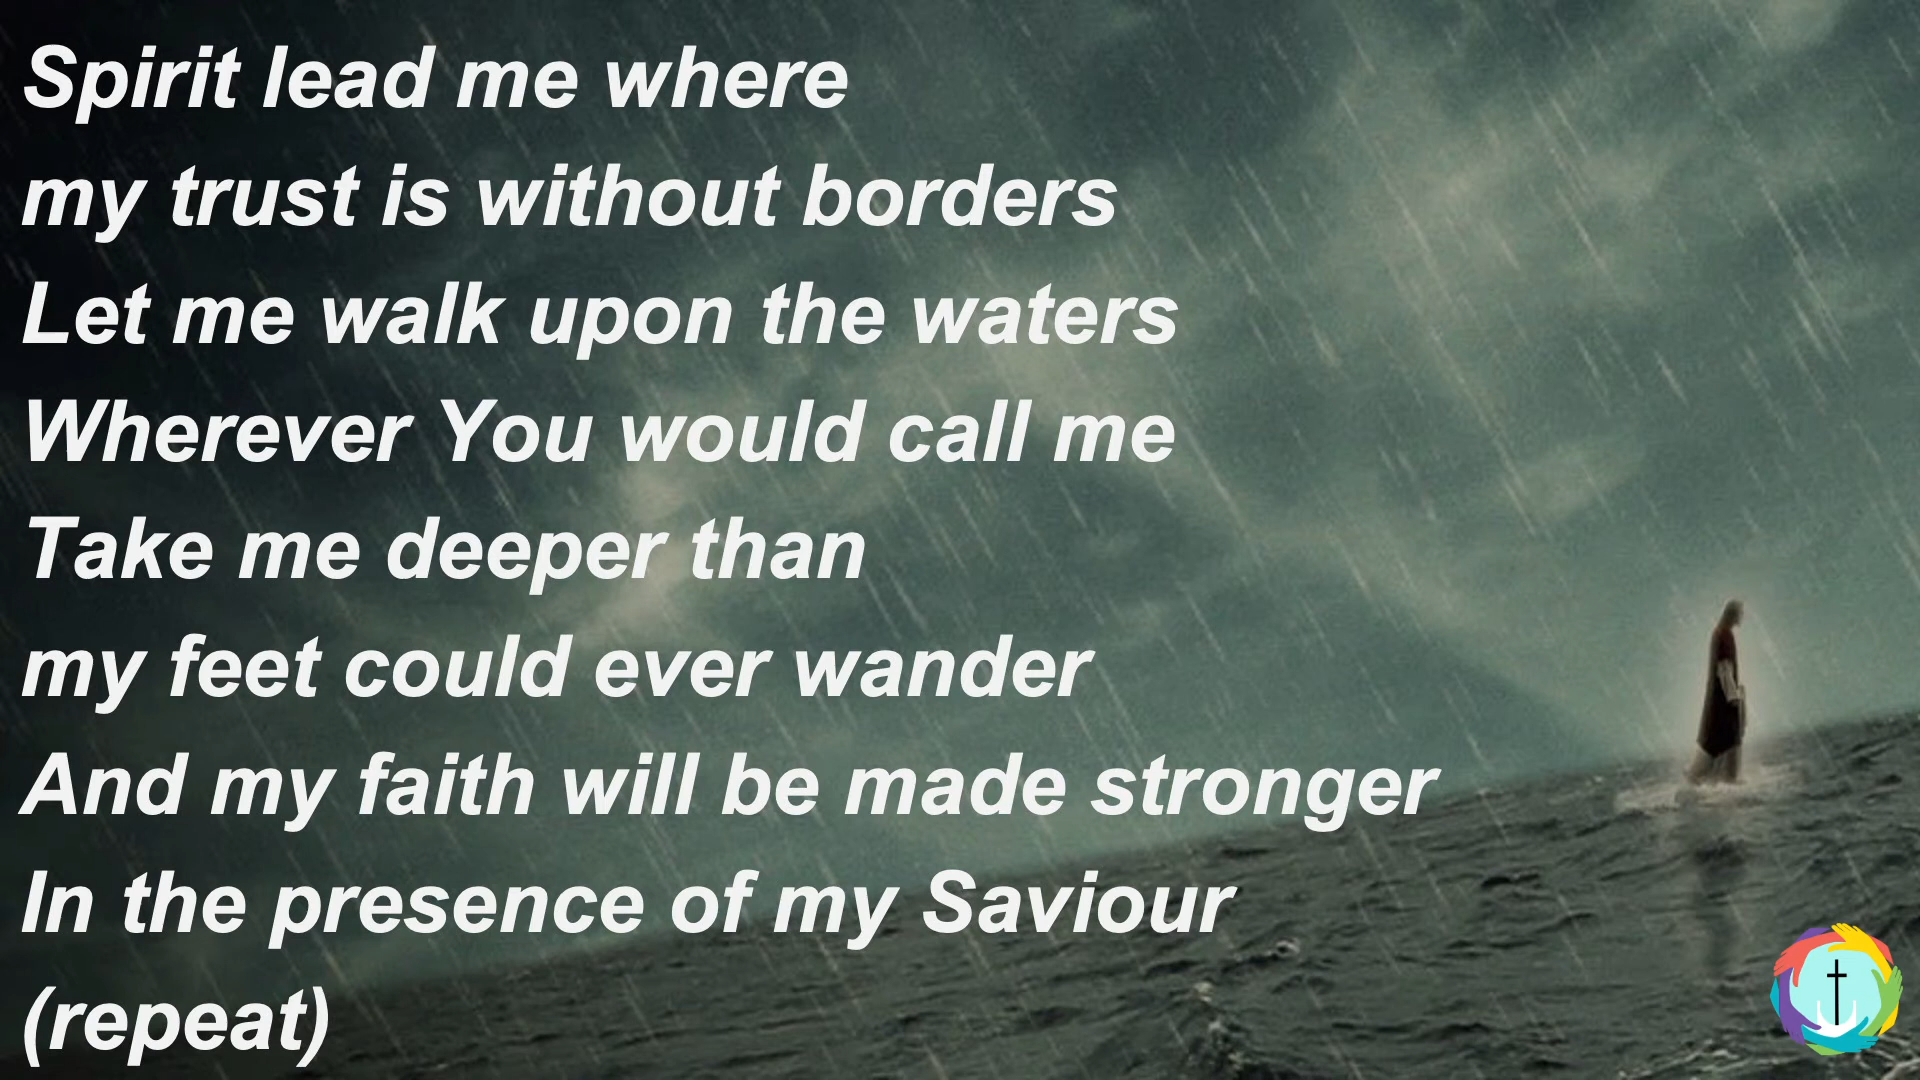 Spirit lead me where
my trust is without borders
Let me walk upon the waters
Wherever You would call me
Take me deeper than
my feet could ever wander
And my faith will be made stronger
In the presence of my Saviour
(repeat)